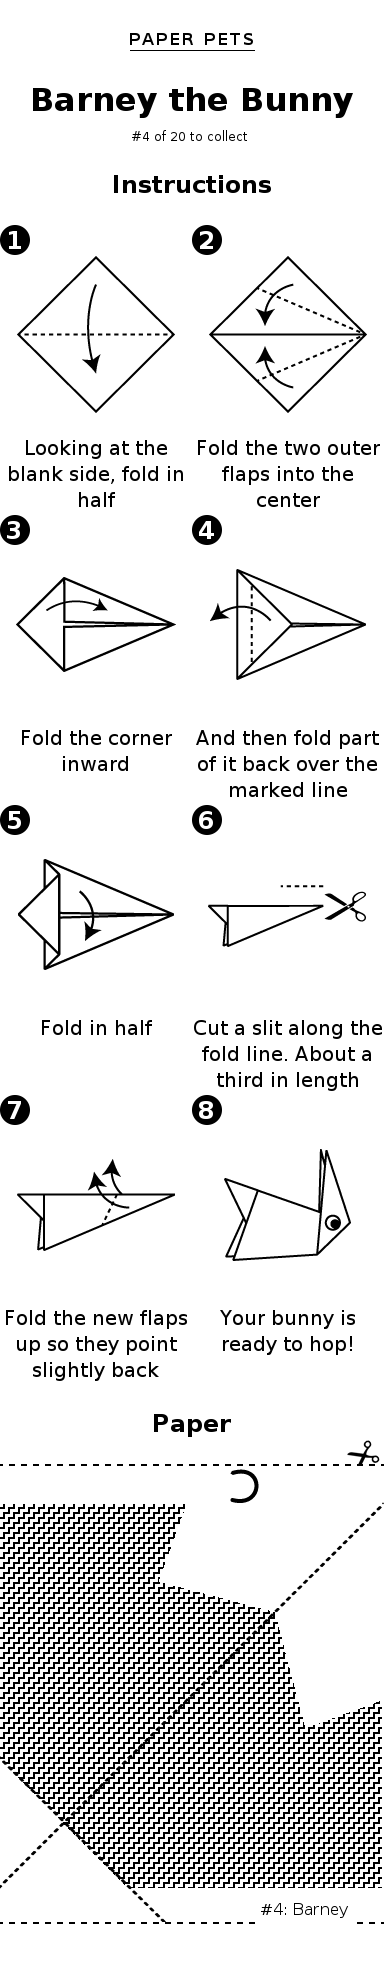 PAPER PETS
Barney the Bunny
#4 of 20 to collect
Instructions
1
Looking at the
blank side, fold in
half
2
Fold the two outer
flaps into the
center
3
Fold the corner
inward
4
And then fold part
of it back over the
marked line
5
Fold in half
6
Cut a slit along the
fold line. About a
third in length
7
Fold the new flaps
up so they point
slightly back
8
Your bunny is
ready to hop!
Paper
#4: Barney